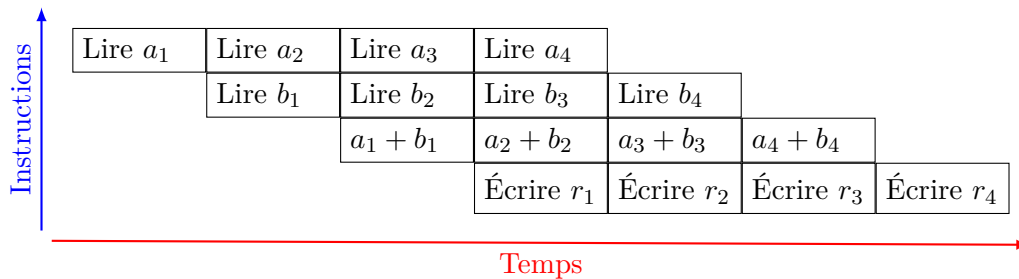 Instructions
Lire a₁ Lire a₂ Lire a₃ Lire a₄
Lire b₁ Lire b₂ Lire b₃ Lire b₄
a₁ + b₁ a₂ + b₂ a₃ + b₃ a₄ + b₄
Écrire r₁ Écrire r₂ Écrire r₃ Écrire r₄
Temps